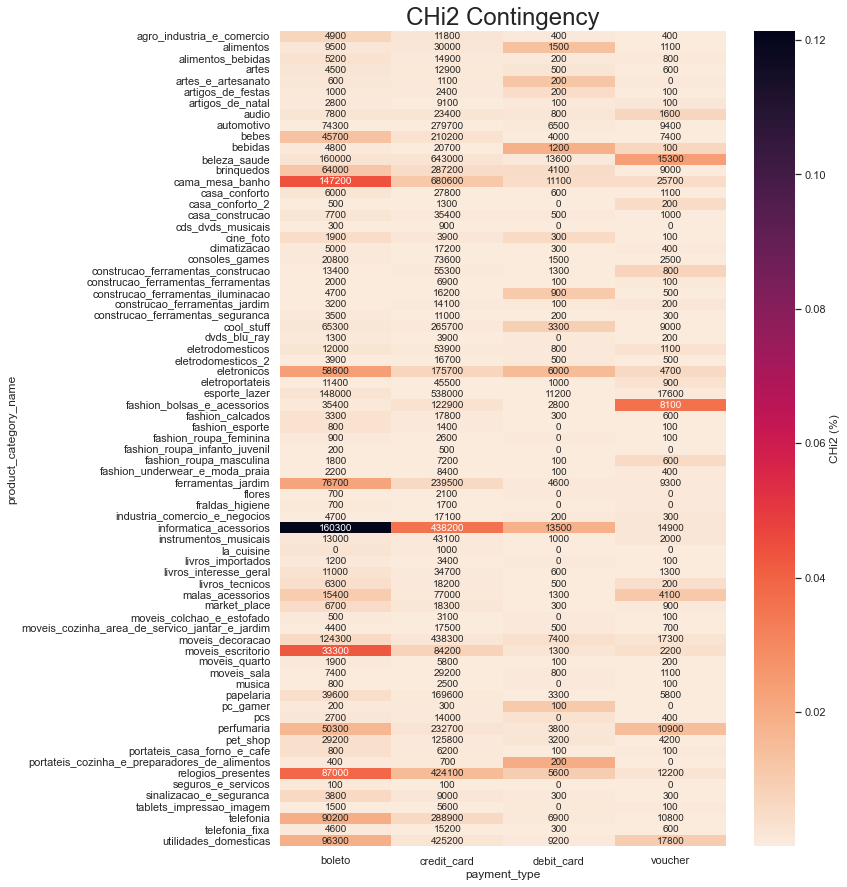 CHi2 Contingency
agro_industria_e_comercio 4900 11800 400 400
alimentos 9500 30000 1500 1100
alimentos_bebidas 5200 14900 200 800
artes 4500 12900 500 600
artes_e_artesanato 600 1100 200 0
artigos_de_festas 1000 2400 200 100
artigos_de_natal 2800 9100 100 100
audio 7800 23400 800 1600
automotivo 74300 279700 6500 9400
bebes 45700 210200 4000 7400
bebidas 4800 20700 1200 100
beleza_saude 160000 643000 13600 15300
brinquedos 64000 287200 4100 9000
cama_mesa_banho 147200 680600 11100 25700
casa_conforto 6000 27800 600 1100
casa_conforto_2 500 1300 0 200
casa_construcao 7700 35400 500 1000
cds_dvds_musicais 300 900 0 0
cine_foto 1900 3900 300 100
climatizacao 5000 17200 300 400
consoles_games 20800 73600 1500 2500
construcao_ferramentas_construcao 13400 55300 1300 800
construcao_ferramentas_ferramentas 2000 6900 100 100
construcao_ferramentas_iluminacao 4700 16200 900 500
construcao_ferramentas_jardim 3200 14100 100 200
construcao_ferramentas_seguranca 3500 11000 200 300
cool_stuff 65300 265700 3300 9000
dvds_blu_ray 1300 3900 0 200
eletrodomesticos 12000 53900 800 1100
eletrodomesticos_2 3900 16700 500 500
eletronicos 58600 175700 6000 4700
eletroportateis 11400 45500 1000 900
esporte_lazer 148000 538000 11200 17600
fashion_bolsas_e_acessorios 35400 122900 2800 8100
fashion_calcados 3300 17800 300 600
fashion_esporte 800 1400 0 100
fashion_roupa_feminina 900 2600 0 100
fashion_roupa_infanto_juvenil 200 500 0 0
fashion_roupa_masculina 1800 7200 100 600
fashion_underwear_e_moda_praia 2200 8400 100 400
ferramentas_jardim 76700 239500 4600 9300
flores 700 2100 0 0
fraldas_higiene 700 1700 0 0
industria_comercio_e_negocios 4700 17100 200 300
informatica_acessorios 160300 438200 13500 14900
instrumentos_musicais 13000 43100 1000 2000
la_cuisine 0 1000 0 0
livros_importados 1200 3400 0 100
livros_interesse_geral 11000 34700 600 1300
livros_tecnicos 6300 18200 500 200
malas_acessorios 15400 77000 1300 4100
market_place 6700 18300 300 900
moveis_colchao_e_estofado 500 3100 0 100
moveis_cozinha_area_de_servico_jantar_e_jardim 4400 17500 500 700
moveis_decoracao 124300 438300 7400 17300
moveis_escritorio 33300 84200 1300 2200
moveis_quarto 1900 5800 100 200
moveis_sala 7400 29200 800 1100
musica 800 2500 0 100
papelaria 39600 169600 3300 5800
pc_gamer 200 300 100 0
pcs 2700 14000 0 400
perfumaria 50300 232700 3800 10900
pet_shop 29200 125800 3200 4200
portateis_casa_forno_e_cafe 800 6200 100 100
portateis_cozinha_e_preparadores_de_alimentos 400 700 200 0
relogios_presentes 87000 424100 5600 12200
seguros_e_servicos 100 100 0 0
sinalizacao_e_seguranca 3800 9000 300 300
tablets_impressao_imagem 1500 5600 0 100
telefonia 90200 288900 6900 10800
telefonia_fixa 4600 15200 300 600
utilidades_domesticas 96300 425200 9200 17800
boleto credit_card debit_card voucher
payment_type
product_category_name
0.12
0.10
0.08
0.06
0.04
0.02
CHi2 (%)